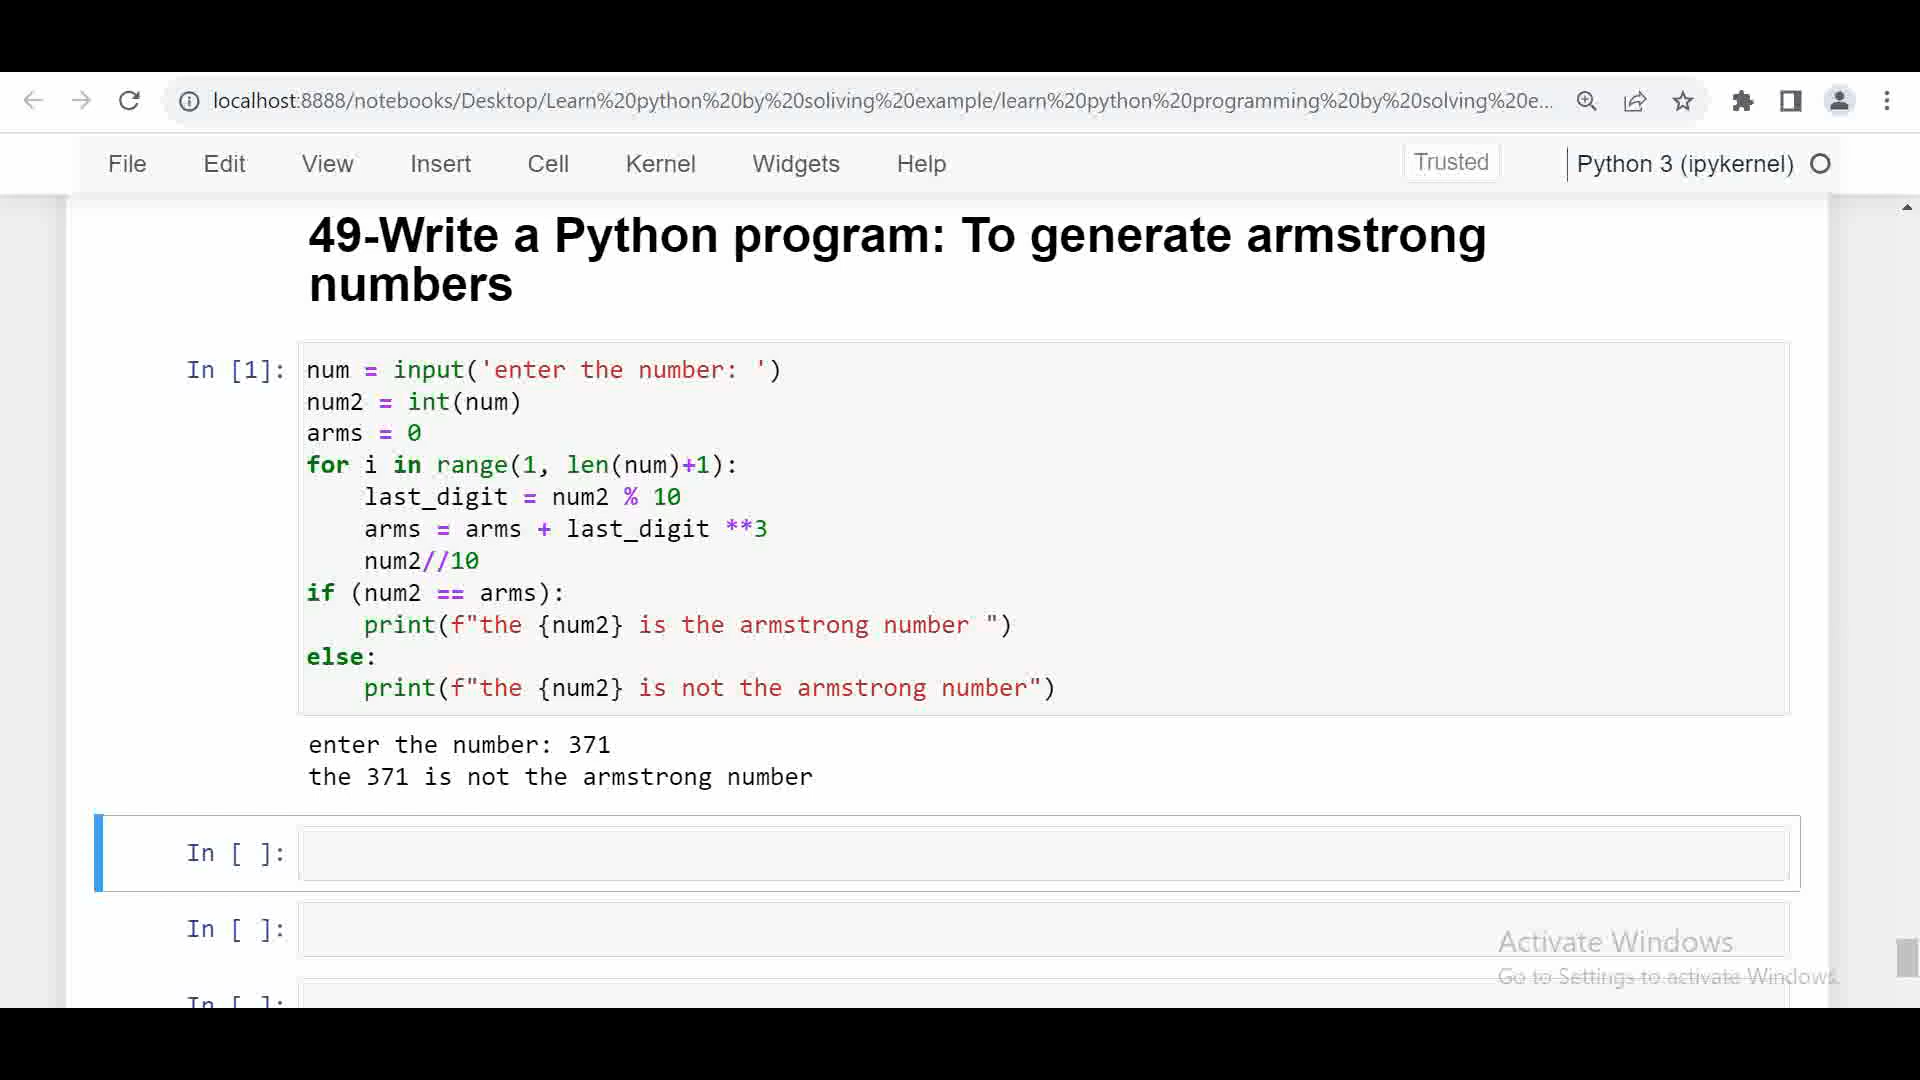 localhost:8888/notebooks/Desktop/Learn%20python%20by%20soliving%20example/learn%20python%20programming%20by%20solving%20e...
File Edit View Insert Cell Kernel Widgets Help Trusted Python 3 (ipykernel)
49-Write a Python program: To generate armstrong
numbers
In [1]: num = input('enter the number: ')
num2 = int(num)
arms = 0
for i in range(1, len(num)+1):
    last_digit = num2 % 10
    arms = arms + last_digit **3
    num2//10
if (num2 == arms):
    print(f"the {num2} is the armstrong number ")
else:
    print(f"the {num2} is not the armstrong number")
enter the number: 371
the 371 is not the armstrong number
In [ ]:
In [ ]:
Activate Windows
Go to Settings to activate Windows.
In [ ]: